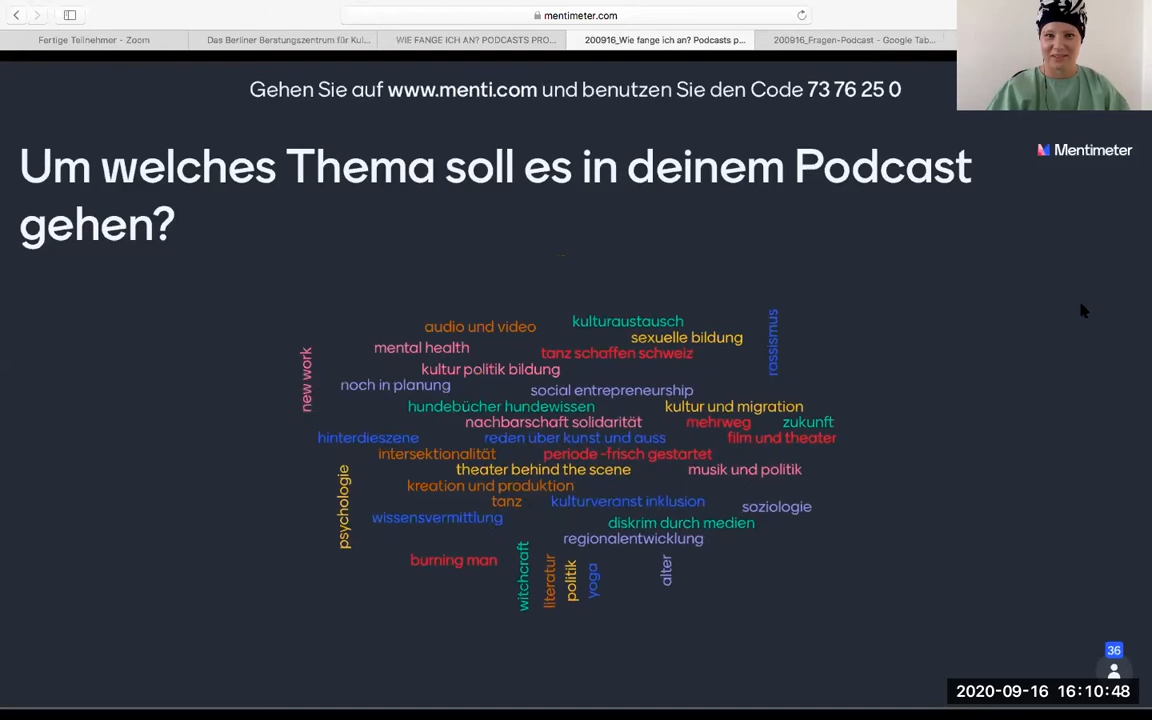 mentimeter.com
Fertige Teilnehmer - Zoom
Das Berliner Beratungszentrum für Kul...
WIE FANGE ICH AN? PODCASTS PRO...
200916_Wie fange ich an? Podcasts p...
200916_Fragen-Podcast - Google Tab...
Gehen Sie auf www.menti.com und benutzen Sie den Code 73 76 25 0
Mentimeter
Um welches Thema soll es in deinem Podcast
gehen?
audio und video
kulturaustausch
rassismus
sexuelle bildung
mental health
tanz schaffen schweiz
new work
kultur politik bildung
noch in planung
social entrepreneurship
hundebücher hundewissen
kultur und migration
nachbarschaft solidarität
mehrweg
zukunft
hinterdieszene
reden über kunst und auss
film und theater
intersektionalität
periode -frisch gestartet
psychologie
theater behind the scene
musik und politik
kreation und produktion
tanz
kulturveranst inklusion
soziologie
wissensvermittlung
diskrim durch medien
regionalentwicklung
burning man
witchcraft
literatur
politik
yoga
alter
36
2020-09-16 16:10:48